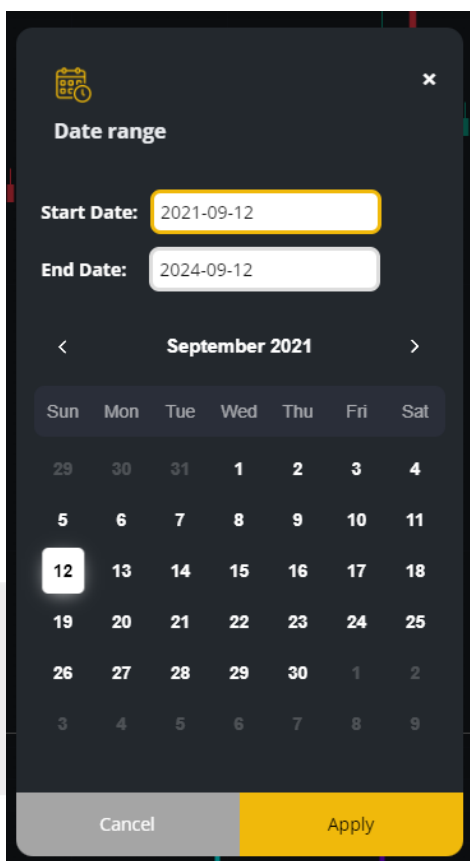 ×
Date range
Start Date: 2021-09-12
End Date: 2024-09-12
< September 2021 >
Sun Mon Tue Wed Thu Fri Sat
29 30 31 1 2 3 4
5 6 7 8 9 10 11
12 13 14 15 16 17 18
19 20 21 22 23 24 25
26 27 28 29 30 1 2
3 4 5 6 7 8 9
Cancel Apply